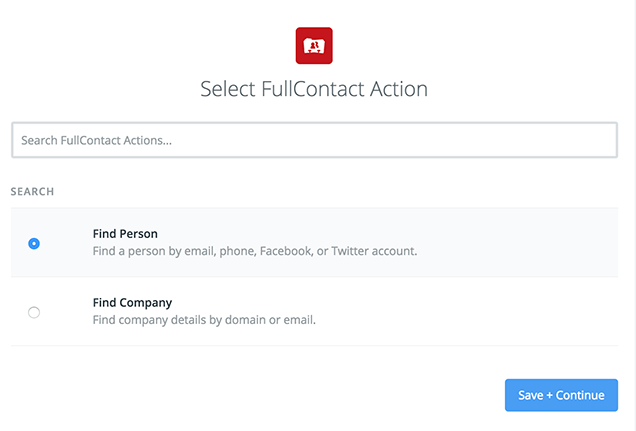 Select FullContact Action
Search FullContact Actions...
SEARCH
Find Person
Find a person by email, phone, Facebook, or Twitter account.
Find Company
Find company details by domain or email.
Save + Continue